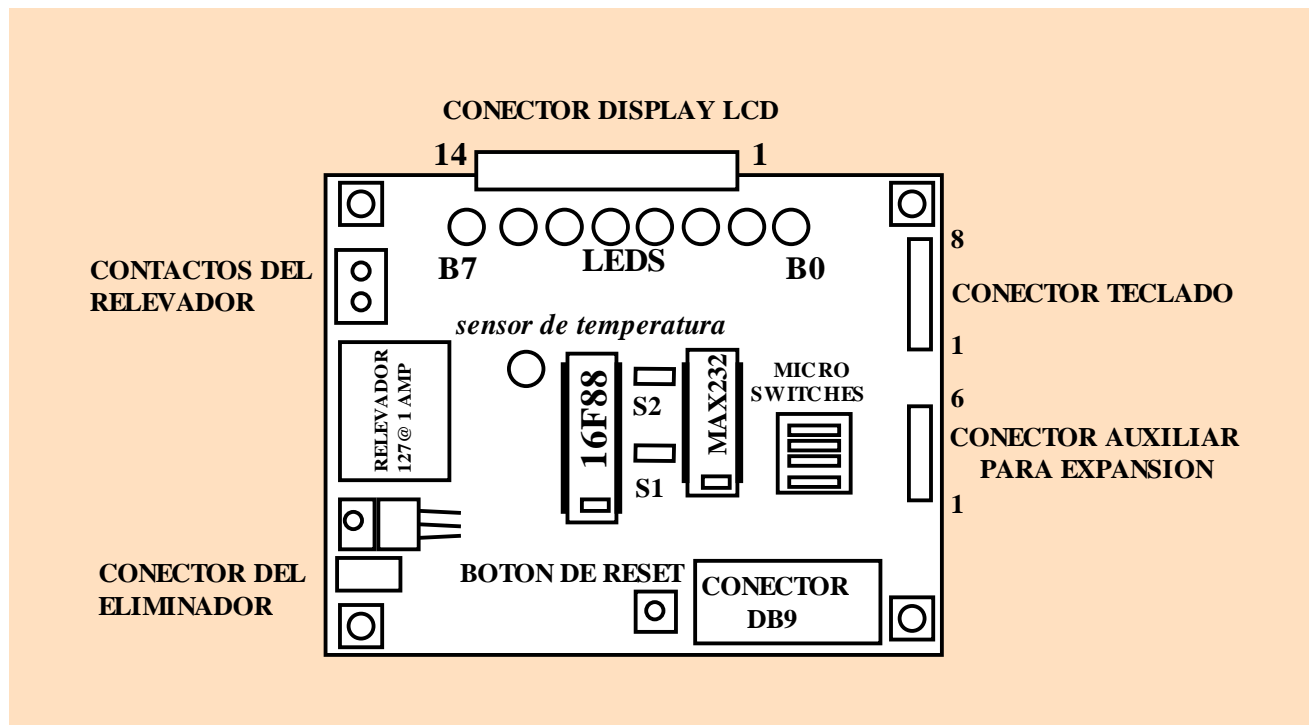 CONECTOR DISPLAY LCD
14
1
B7
LEDS
B0
8
CONTACTOS DEL
RELEVADOR
CONECTOR TECLADO
sensor de temperatura
1
RELEVADOR
127@ 1 AMP
16F88
S2
S1
MAX232
MICRO
SWITCHES
6
CONECTOR AUXILIAR
PARA EXPANSION
1
CONECTOR DEL
ELIMINADOR
BOTON DE RESET
CONECTOR
DB9